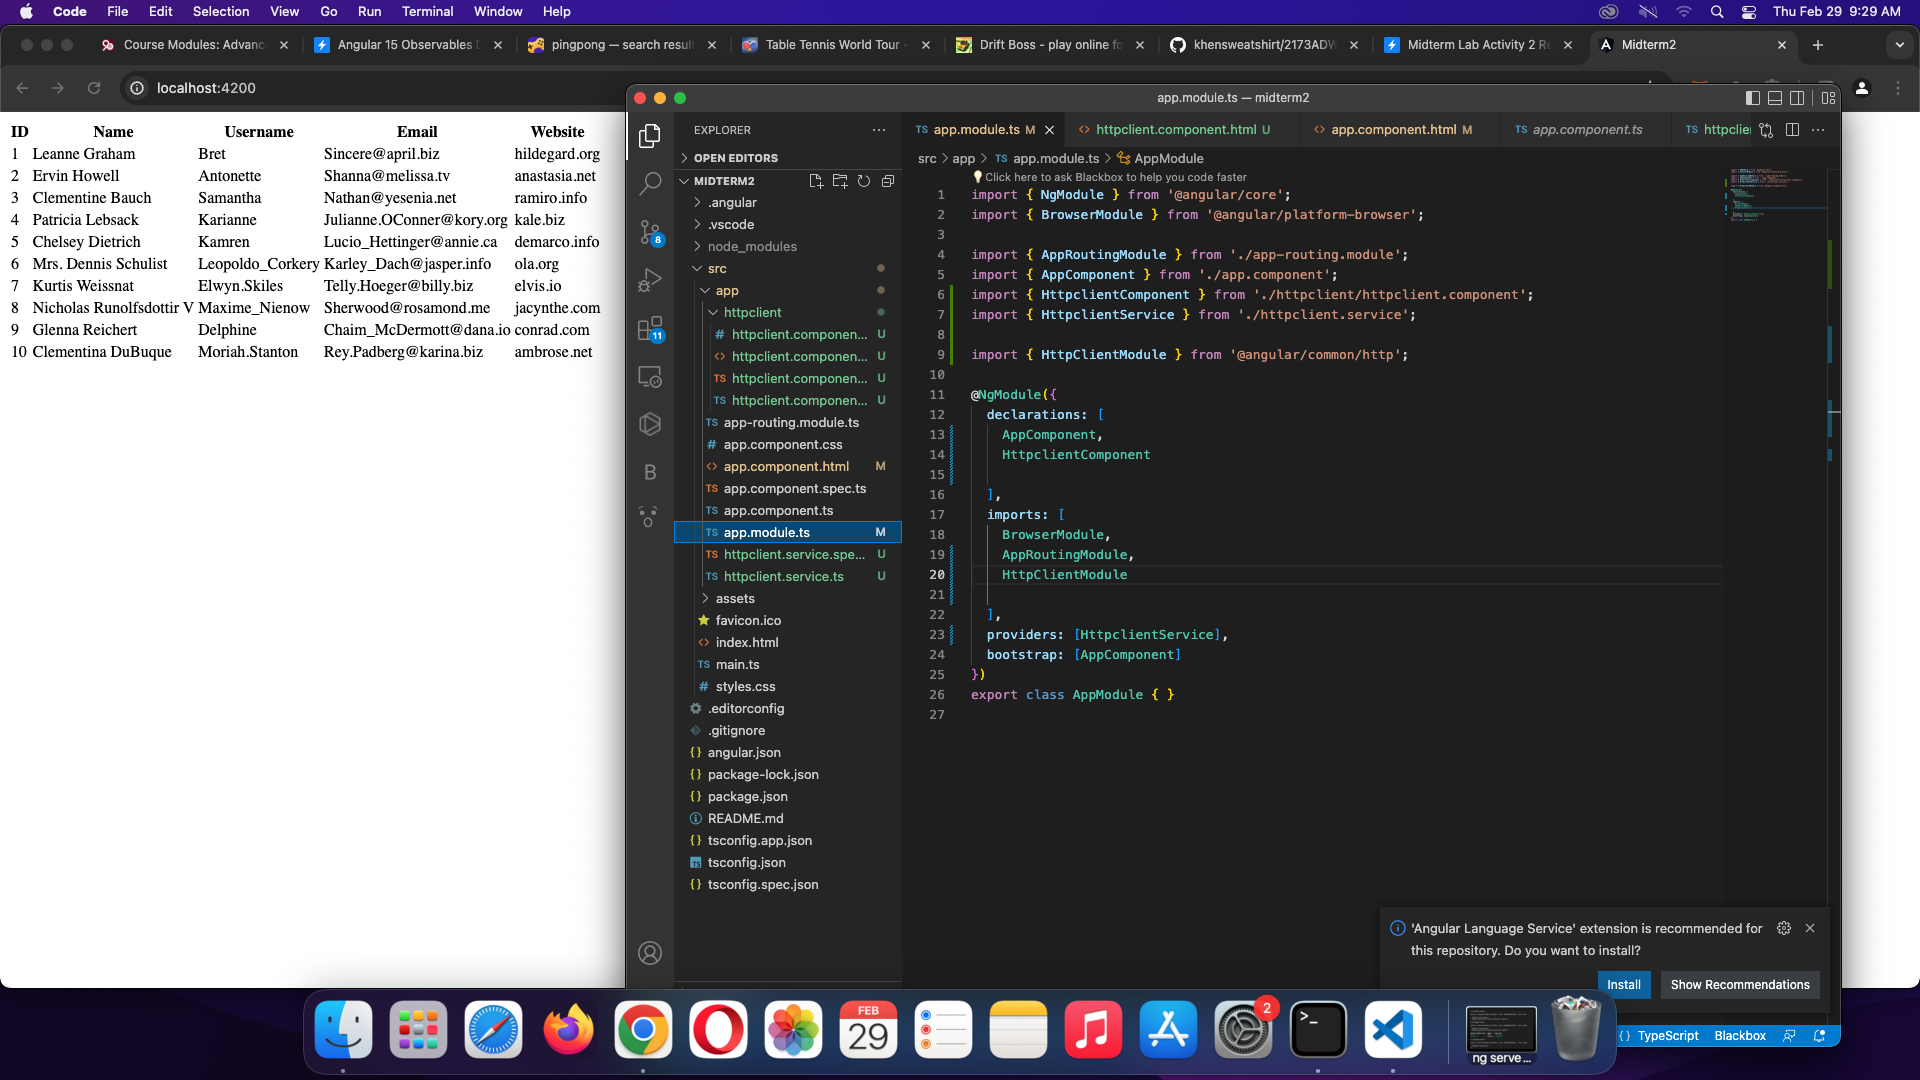 Code File Edit Selection View Go Run Terminal Window Help Thu Feb 29 9:29 AM
Course Modules: Advanc Angular 15 Observables D pingpong — search result Table Tennis World Tour - Drift Boss - play online fo khensweatshirt/2173ADW Midterm Lab Activity 2 Re Midterm2
localhost:4200
ID Name Username Email Website
1 Leanne Graham Bret Sincere@april.biz hildegard.org
2 Ervin Howell Antonette Shanna@melissa.tv anastasia.net
3 Clementine Bauch Samantha Nathan@yesenia.net ramiro.info
4 Patricia Lebsack Karianne Julianne.OConner@kory.org kale.biz
5 Chelsey Dietrich Kamren Lucio_Hettinger@annie.ca demarco.info
6 Mrs. Dennis Schulist Leopoldo_Corkery Karley_Dach@jasper.info ola.org
7 Kurtis Weissnat Elwyn.Skiles Telly.Hoeger@billy.biz elvis.io
8 Nicholas Runolfsdottir V Maxime_Nienow Sherwood@rosamond.me jacynthe.com
9 Glenna Reichert Delphine Chaim_McDermott@dana.io conrad.com
10 Clementina DuBuque Moriah.Stanton Rey.Padberg@karina.biz ambrose.net
app.module.ts — midterm2
8
11
B
EXPLORER
OPEN EDITORS
MIDTERM2
.angular
.vscode
node_modules
src
app
httpclient
# httpclient.componen... U
<> httpclient.componen... U
TS httpclient.componen... U
TS httpclient.componen... U
TS app-routing.module.ts
# app.component.css
<> app.component.html M
TS app.component.spec.ts
TS app.component.ts
TS app.module.ts M
TS httpclient.service.spe... U
TS httpclient.service.ts U
assets
favicon.ico
<> index.html
TS main.ts
# styles.css
.editorconfig
.gitignore
{} angular.json
{} package-lock.json
{} package.json
README.md
{} tsconfig.app.json
TS tsconfig.json
{} tsconfig.spec.json
TS app.module.ts M <> httpclient.component.html U <> app.component.html M TS app.component.ts TS httpclie
src > app > TS app.module.ts > AppModule
Click here to ask Blackbox to help you code faster
1 import { NgModule } from '@angular/core';
2 import { BrowserModule } from '@angular/platform-browser';
3
4 import { AppRoutingModule } from './app-routing.module';
5 import { AppComponent } from './app.component';
6 import { HttpclientComponent } from './httpclient/httpclient.component';
7 import { HttpclientService } from './httpclient.service';
8
9 import { HttpClientModule } from '@angular/common/http';
10
11 @NgModule({
12 declarations: [
13 AppComponent,
14 HttpclientComponent
15
16 ],
17 imports: [
18 BrowserModule,
19 AppRoutingModule,
20 HttpClientModule
21
22 ],
23 providers: [HttpclientService],
24 bootstrap: [AppComponent]
25 })
26 export class AppModule { }
27
'Angular Language Service' extension is recommended for
this repository. Do you want to install?
Install Show Recommendations
{} TypeScript Blackbox
FEB
29
2
>_
ng serve...